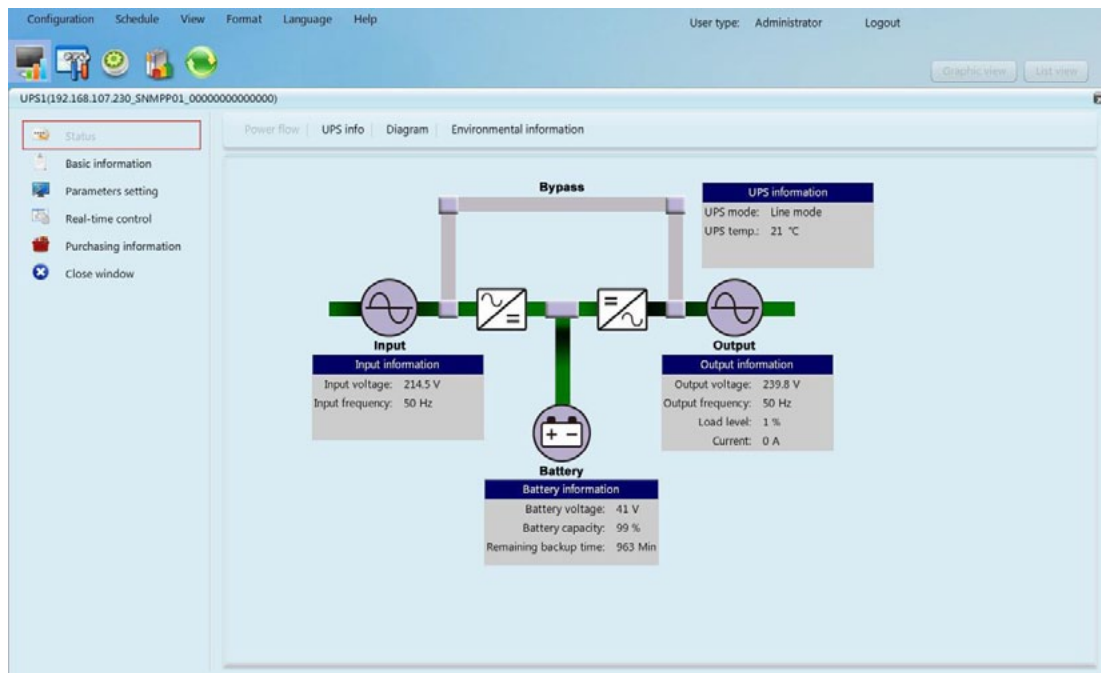 Configuration Schedule View Format Language Help User type: Administrator Logout
Graphic view List view
UPS1(192.168.107.230_SNMPP01_00000000000000)
Status
Basic information
Parameters setting
Real-time control
Purchasing information
Close window
Power flow UPS info Diagram Environmental information
Bypass
UPS information
UPS mode: Line mode
UPS temp.: 21 ℃
Input
Input information
Input voltage: 214.5 V
Input frequency: 50 Hz
Output
Output information
Output voltage: 239.8 V
Output frequency: 50 Hz
Load level: 1 %
Current: 0 A
Battery
Battery information
Battery voltage: 41 V
Battery capacity: 99 %
Remaining backup time: 963 Min